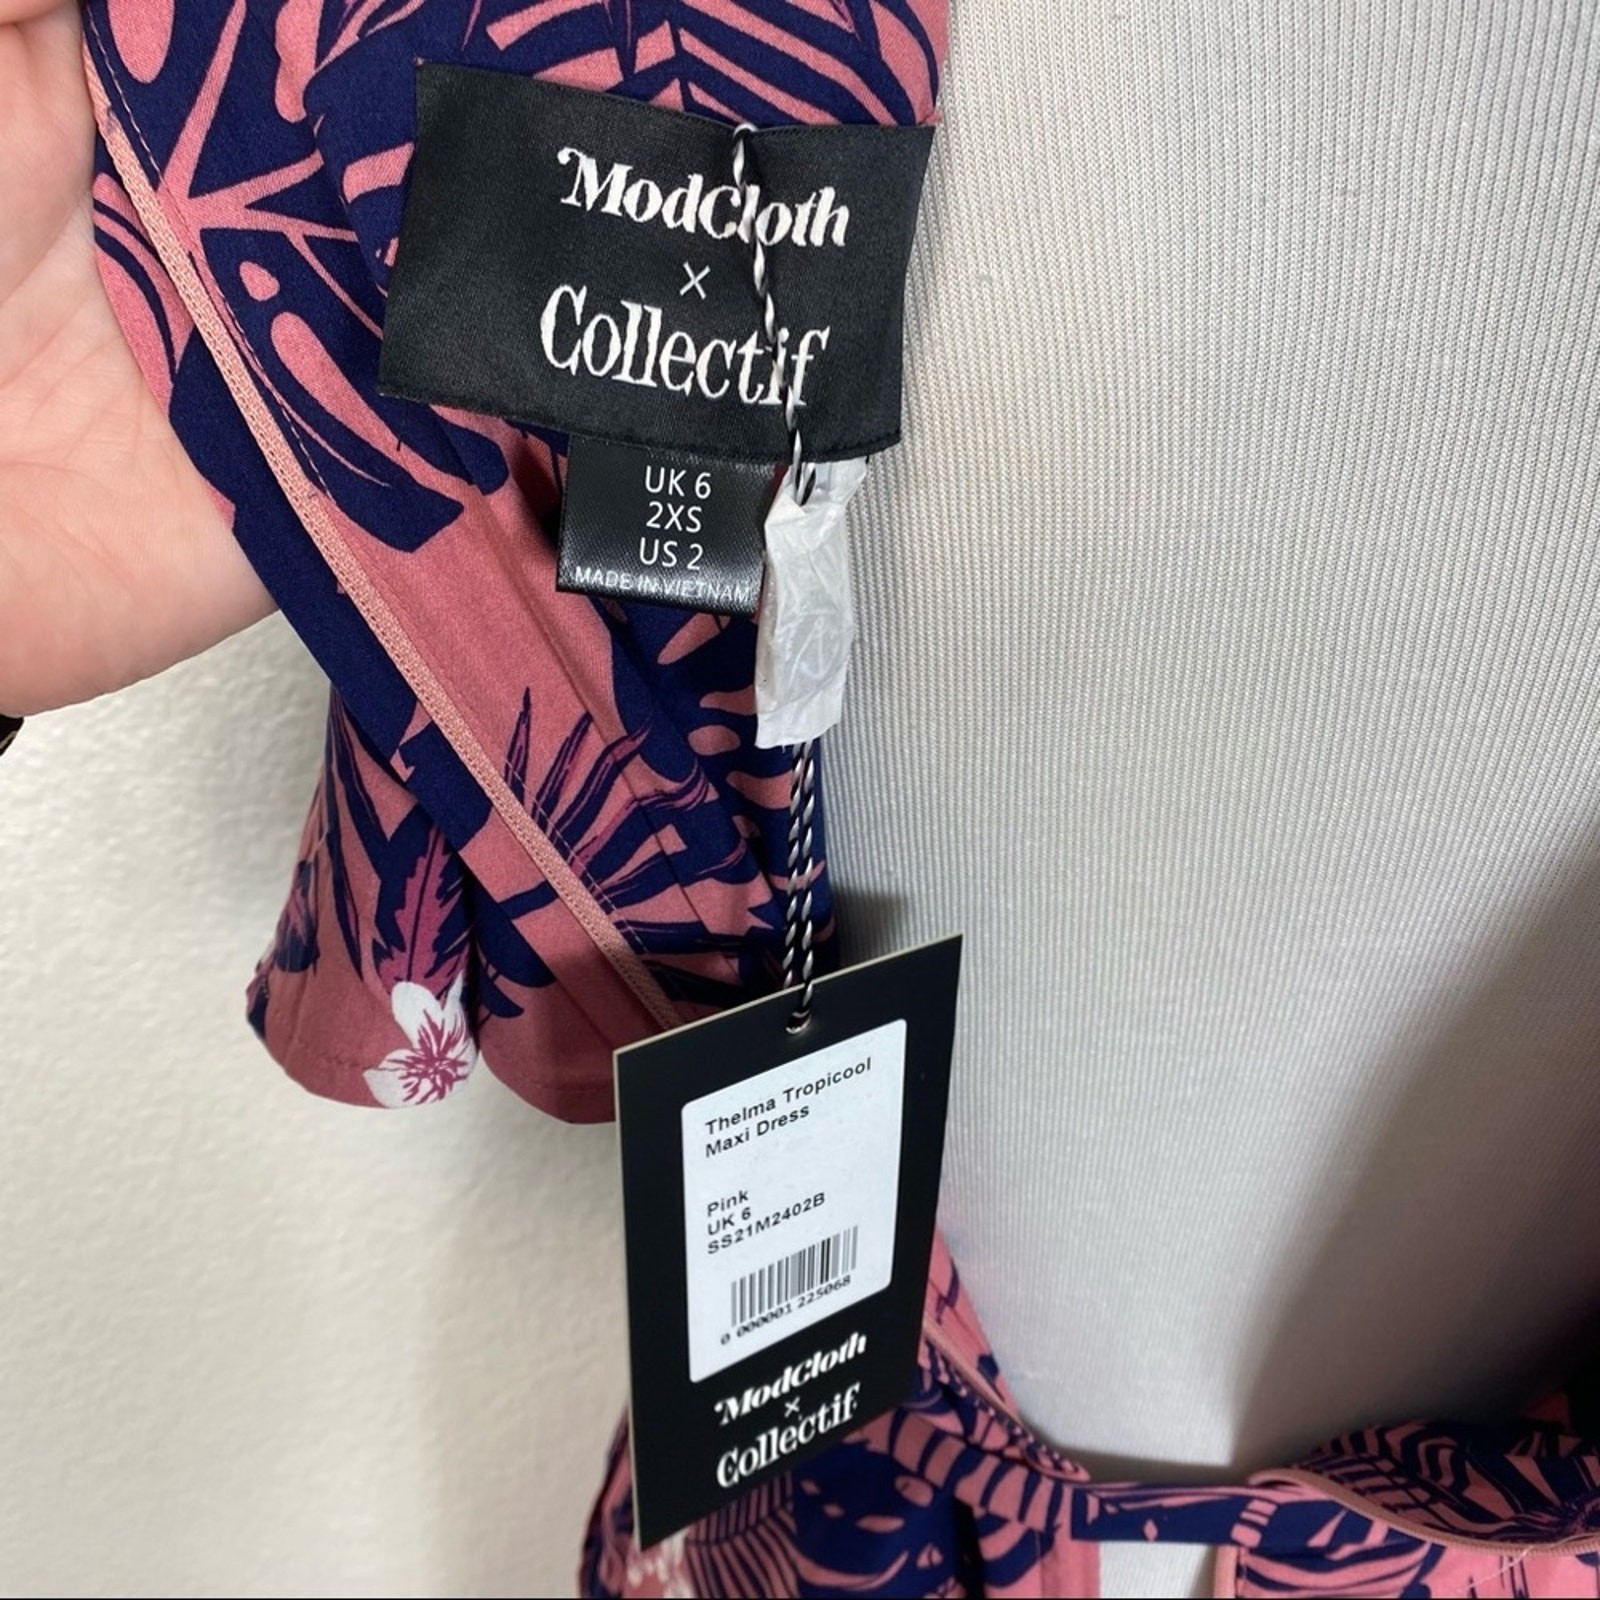 ModCloth
×
Collectif
UK 6
2XS
US 2
MADE IN VIETNAM
Thelma Tropicool
Maxi Dress
Pink
UK 6
SS21M2402B
0 000001 225068
ModCloth
×
Collectif